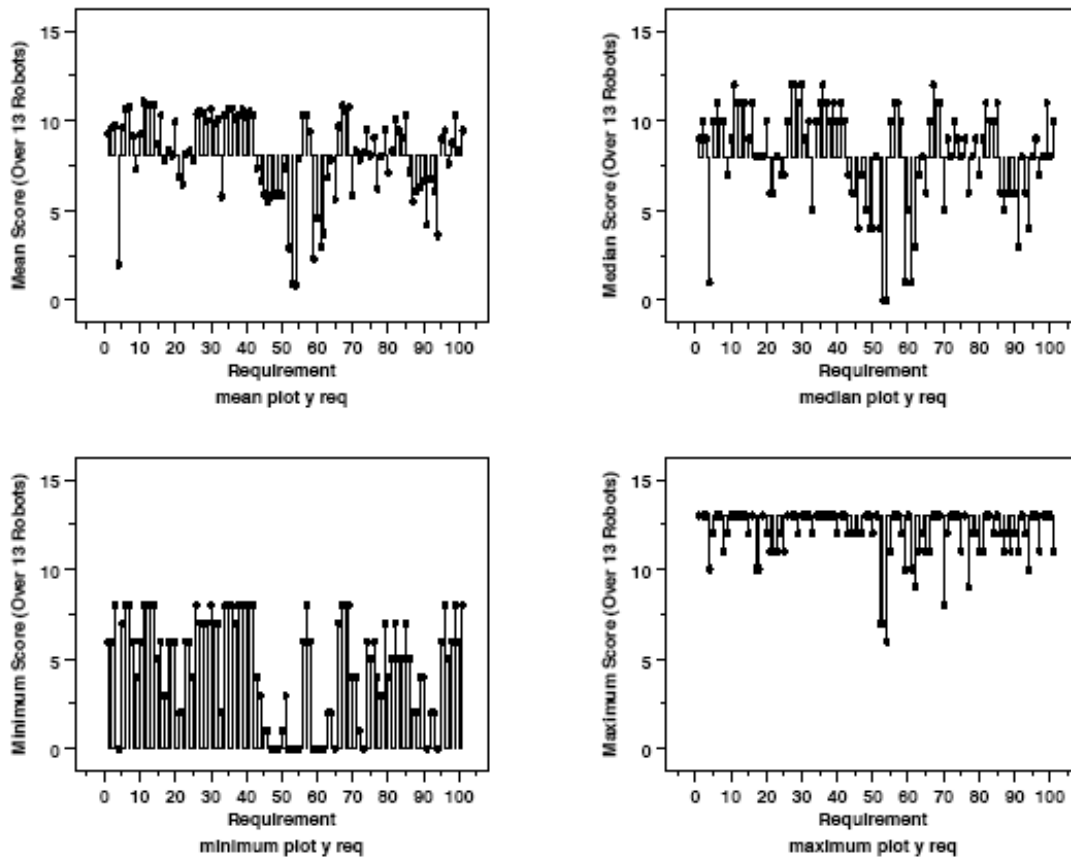 Mean Score (Over 13 Robots)
15
10
5
0
0 10 20 30 40 50 60 70 80 90 100
Requirement
mean plot y req
Median Score (Over 13 Robots)
15
10
5
0
0 10 20 30 40 50 60 70 80 90 100
Requirement
median plot y req
Minimum Score (Over 13 Robots)
15
10
5
0
0 10 20 30 40 50 60 70 80 90 100
Requirement
minimum plot y req
Maximum Score (Over 13 Robots)
15
10
5
0
0 10 20 30 40 50 60 70 80 90 100
Requirement
maximum plot y req